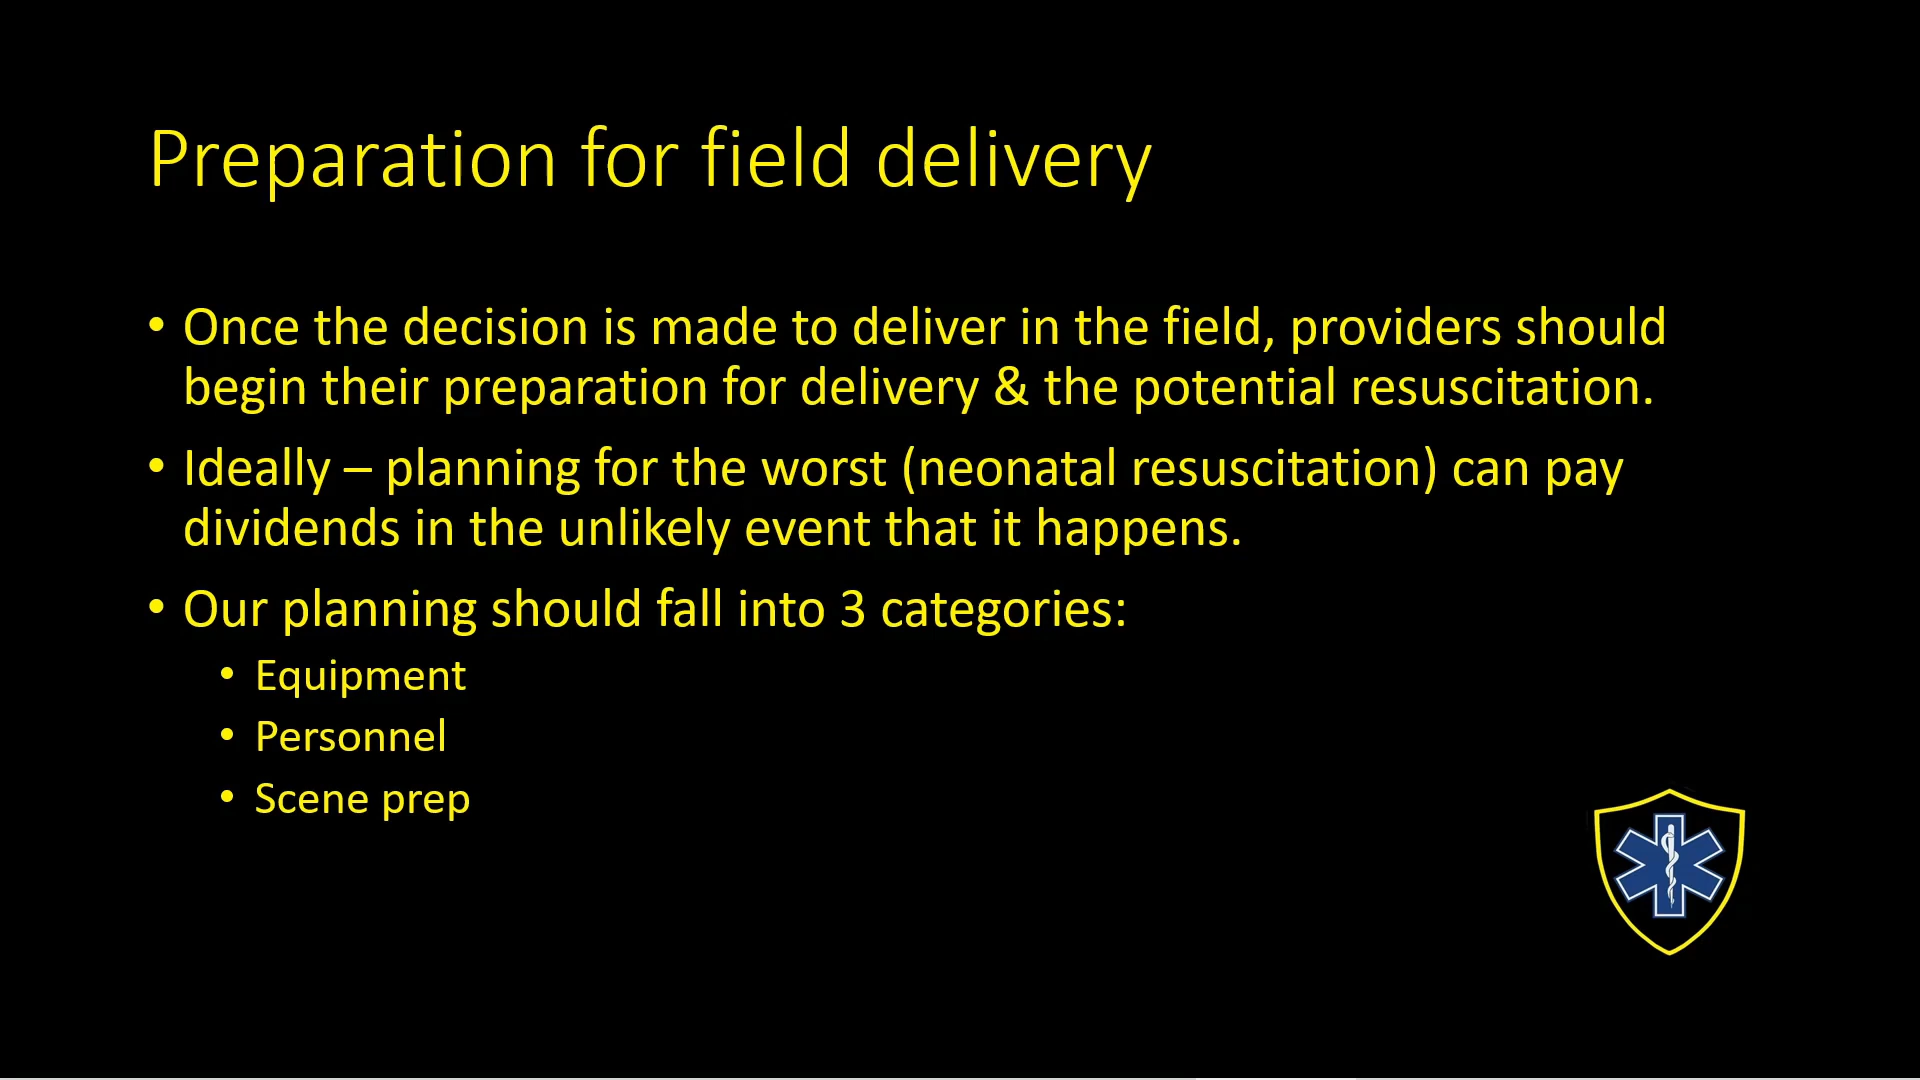 Preparation for field delivery
• Once the decision is made to deliver in the field, providers should
begin their preparation for delivery & the potential resuscitation.
• Ideally – planning for the worst (neonatal resuscitation) can pay
dividends in the unlikely event that it happens.
• Our planning should fall into 3 categories:
• Equipment
• Personnel
• Scene prep